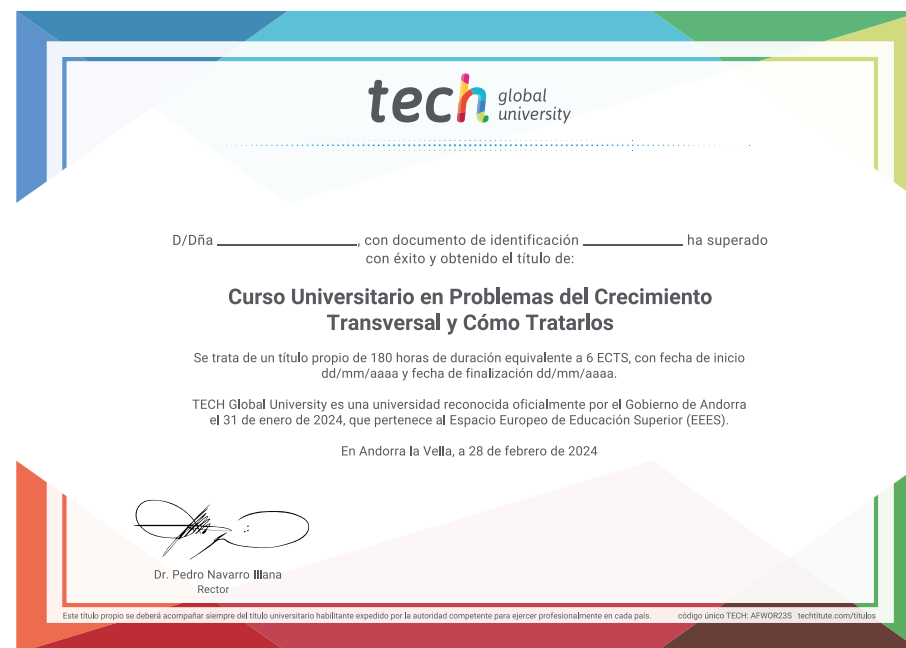 tech global university
D/Dña ____________________, con documento de identificación ______________ ha superado
con éxito y obtenido el título de:
Curso Universitario en Problemas del Crecimiento
Transversal y Cómo Tratarlos
Se trata de un título propio de 180 horas de duración equivalente a 6 ECTS, con fecha de inicio
dd/mm/aaaa y fecha de finalización dd/mm/aaaa.
TECH Global University es una universidad reconocida oficialmente por el Gobierno de Andorra
el 31 de enero de 2024, que pertenece al Espacio Europeo de Educación Superior (EEES).
En Andorra la Vella, a 28 de febrero de 2024
Dr. Pedro Navarro Illana
Rector
Este título propio se deberá acompañar siempre del título universitario habilitante expedido por la autoridad competente para ejercer profesionalmente en cada país. código único TECH: AFWOR23S techtitute.com/titulos